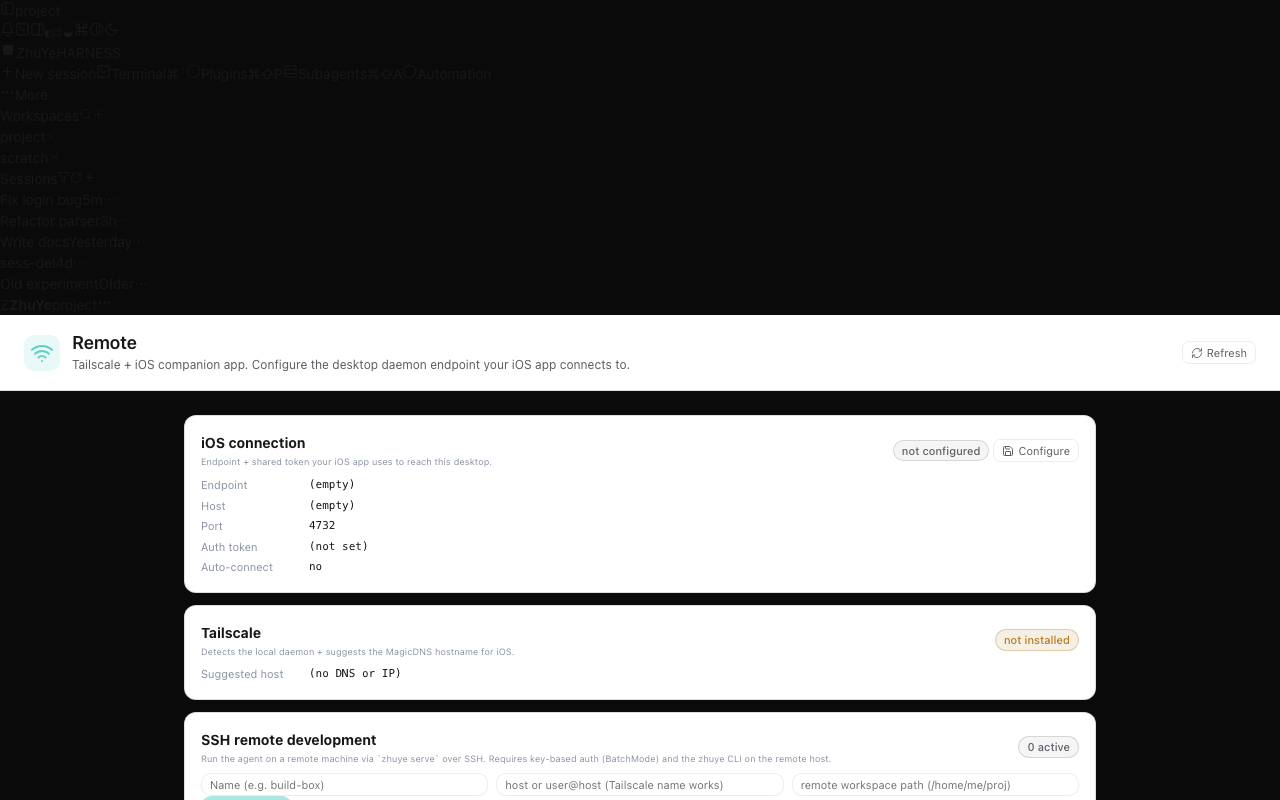 project
ZhuYeHARNESS
New sessionTerminal⌘`Plugins⌘⇧PSubagents⌘⇧AAutomation
More
Workspaces
project
scratch
Sessions
Fix login bug5m
Refactor parser3h
Write docsYesterday
sess-del4d
Old experimentOlder
ZZhuYeproject
Remote
Tailscale + iOS companion app. Configure the desktop daemon endpoint your iOS app connects to.
Refresh
iOS connection
not configured
Configure
Endpoint + shared token your iOS app uses to reach this desktop.
Endpoint (empty)
Host (empty)
Port 4732
Auth token (not set)
Auto-connect no
Tailscale
not installed
Detects the local daemon + suggests the MagicDNS hostname for iOS.
Suggested host (no DNS or IP)
SSH remote development
0 active
Run the agent on a remote machine via `zhuye serve` over SSH. Requires key-based auth (BatchMode) and the zhuye CLI on the remote host.
Name (e.g. build-box) host or user@host (Tailscale name works) remote workspace path (/home/me/proj)